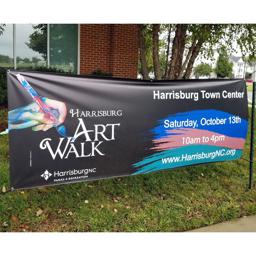 Harrisburg
Art
Walk
HarrisburgNC
PARKS & RECREATION
Harrisburg Town Center
Saturday, October 13th
10am to 4pm
www.HarrisburgNC.org